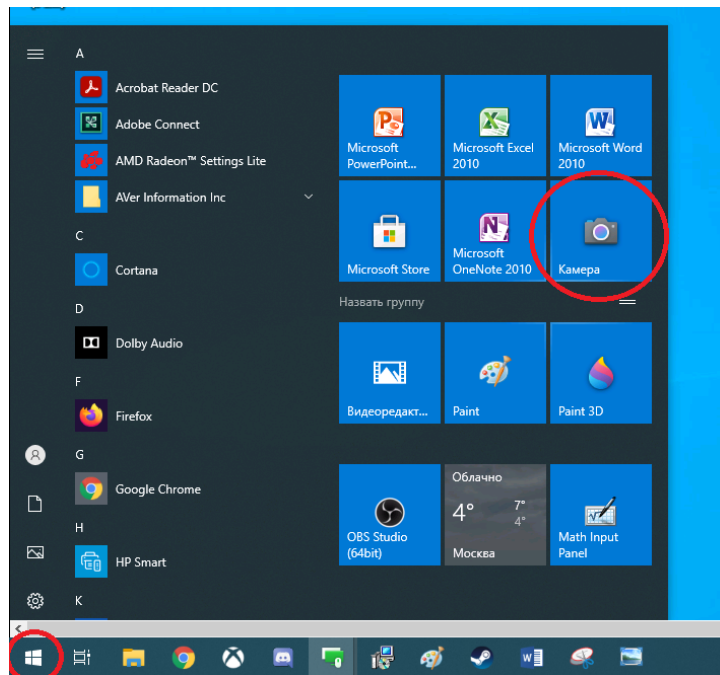 A
Acrobat Reader DC
Adobe Connect
AMD Radeon™ Settings Lite
AVer Information Inc
C
Cortana
D
Dolby Audio
F
Firefox
G
Google Chrome
H
HP Smart
K
Microsoft
PowerPoint...
Microsoft Excel
2010
Microsoft Word
2010
Microsoft Store
Microsoft
OneNote 2010
Камера
Назвать группу
Видеоредакт...
Paint
Paint 3D
OBS Studio
(64bit)
Облачно
4°
7°
4°
Москва
Math Input
Panel